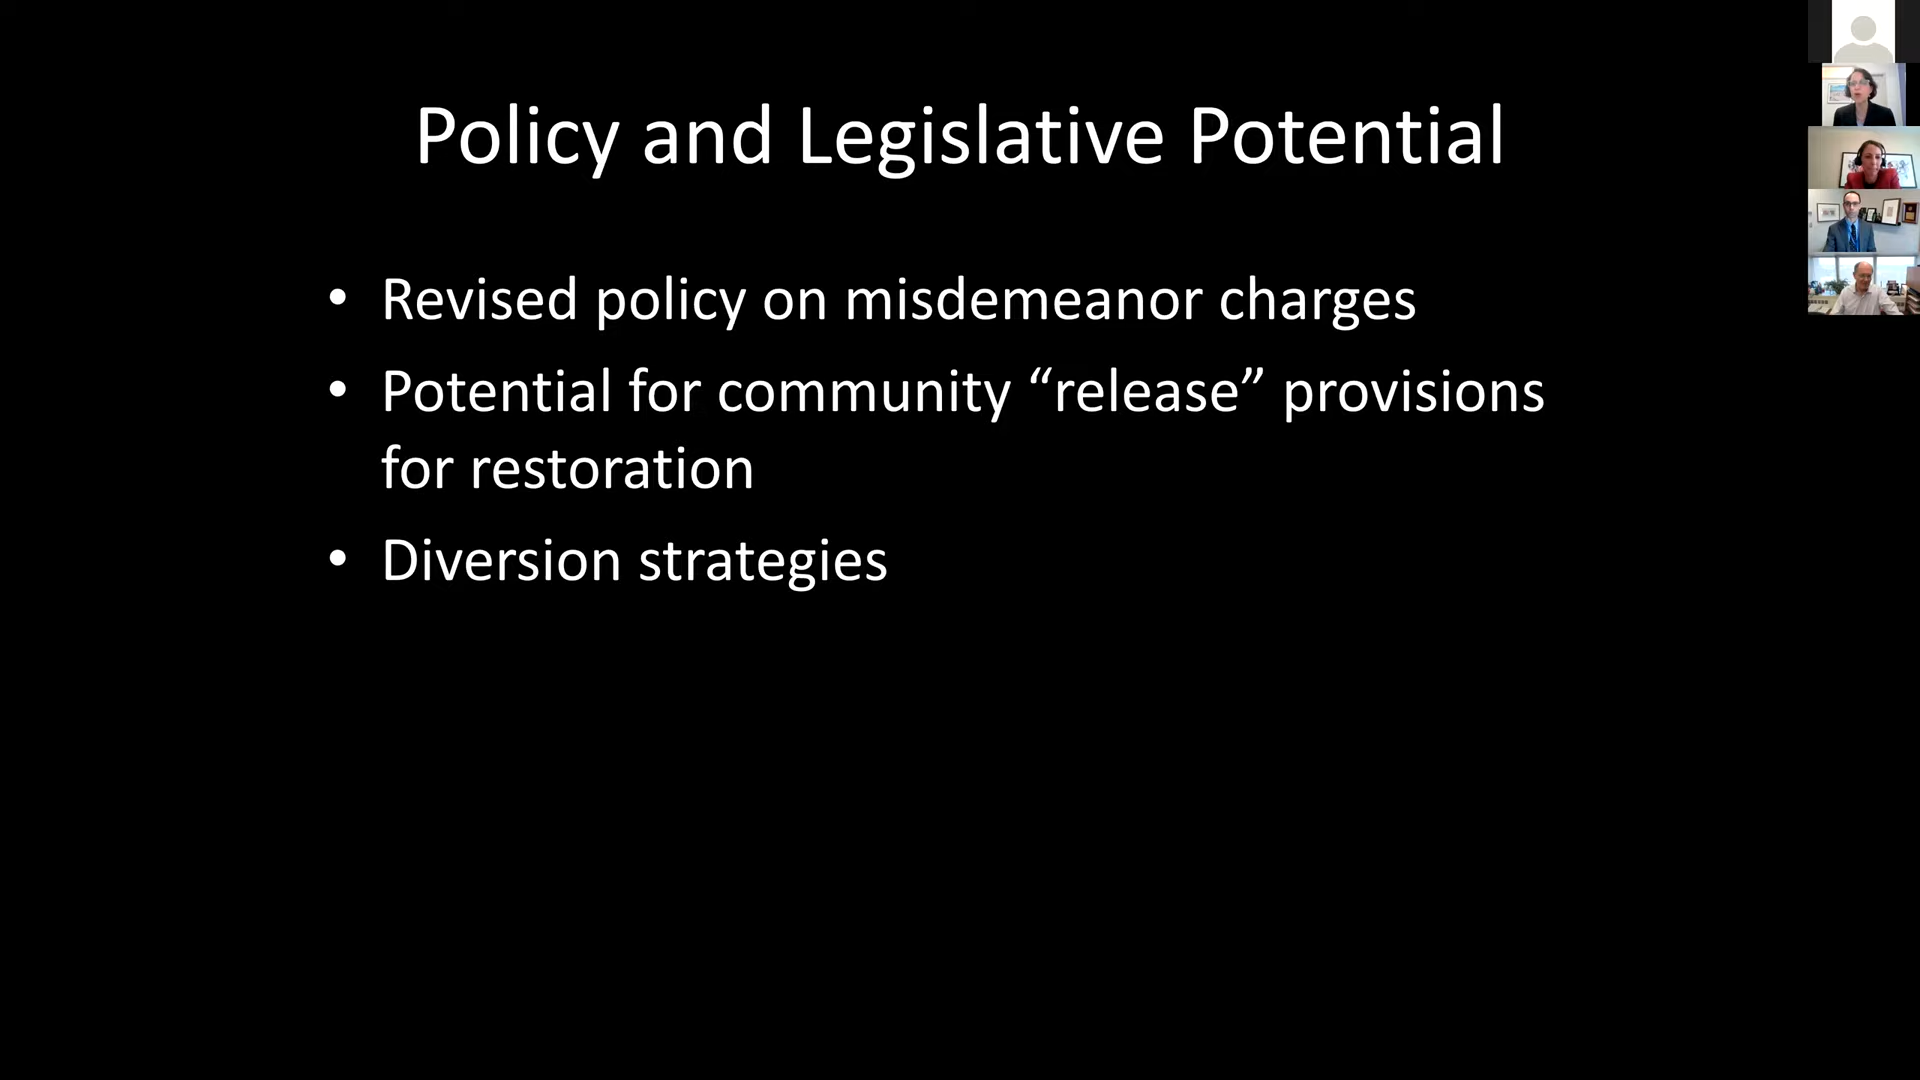 Policy and Legislative Potential
• Revised policy on misdemeanor charges
• Potential for community “release” provisions
for restoration
• Diversion strategies